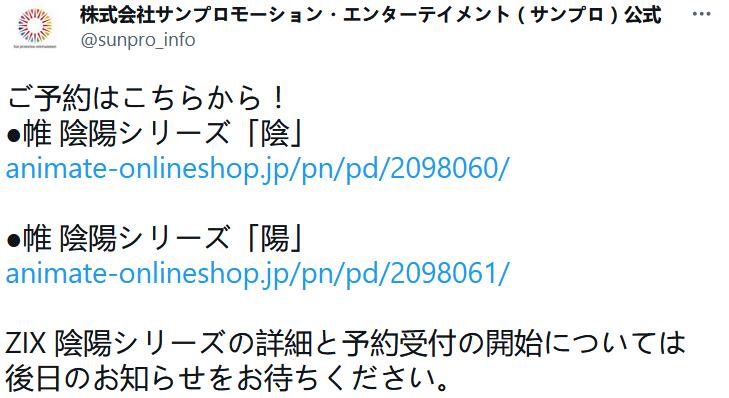 株式会社サンプロモーション・エンターテイメント(サンプロ)公式
@sunpro_info
ご予約はこちらから!
●帷 陰陽シリーズ「陰」
animate-onlineshop.jp/pn/pd/2098060/
●帷 陰陽シリーズ「陽」
animate-onlineshop.jp/pn/pd/2098061/
ZIX 陰陽シリーズの詳細と予約受付の開始については
後日のお知らせをお待ちください。